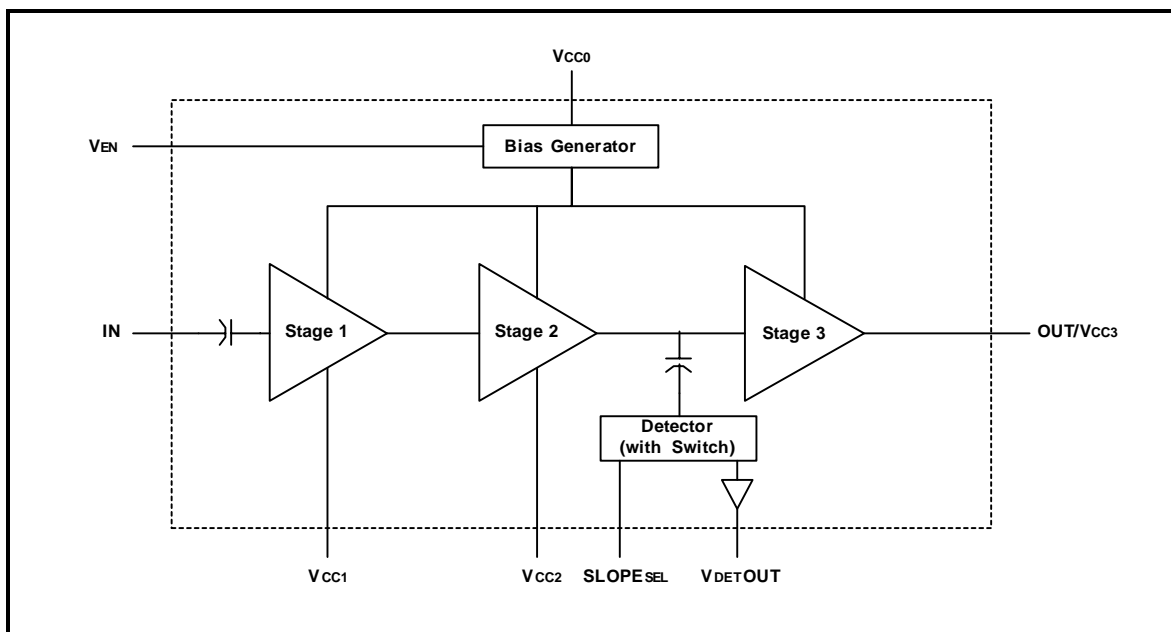 VCC0
VEN
Bias Generator
IN
Stage 1
Stage 2
Stage 3
OUT/VCC3
Detector
(with Switch)
VCC1
VCC2
SLOPESEL
VDETOUT